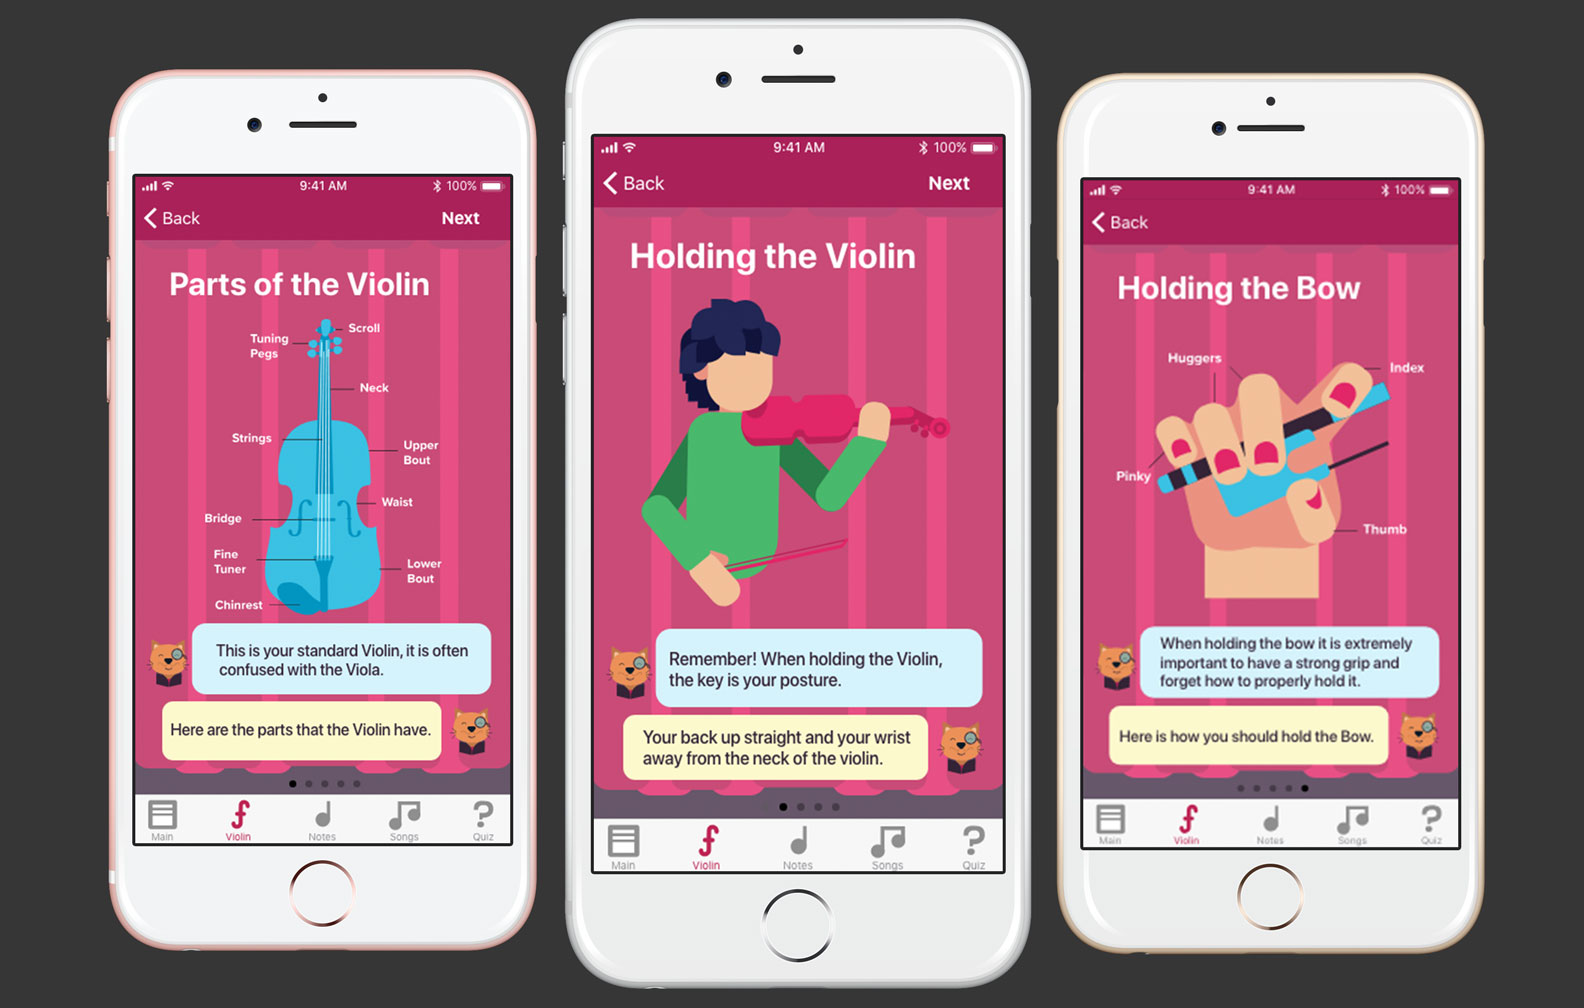 9:41 AM
100%
Back
Next
Parts of the Violin
Scroll
Tuning
Pegs
Neck
Strings
Upper
Bout
Waist
Bridge
Fine
Tuner
Lower
Bout
Chinrest
This is your standard Violin, it is often
confused with the Viola.
Here are the parts that the Violin have.
Main
Violin
Notes
Songs
Quiz
9:41 AM
100%
Back
Next
Holding the Violin
Remember! When holding the Violin,
the key is your posture.
Your back up straight and your wrist
away from the neck of the violin.
Main
Violin
Notes
Songs
Quiz
9:41 AM
100%
Back
Holding the Bow
Huggers
Index
Pinky
Thumb
When holding the bow it is extremely
important to have a strong grip and
forget how to properly hold it.
Here is how you should hold the Bow.
Main
Violin
Notes
Songs
Quiz